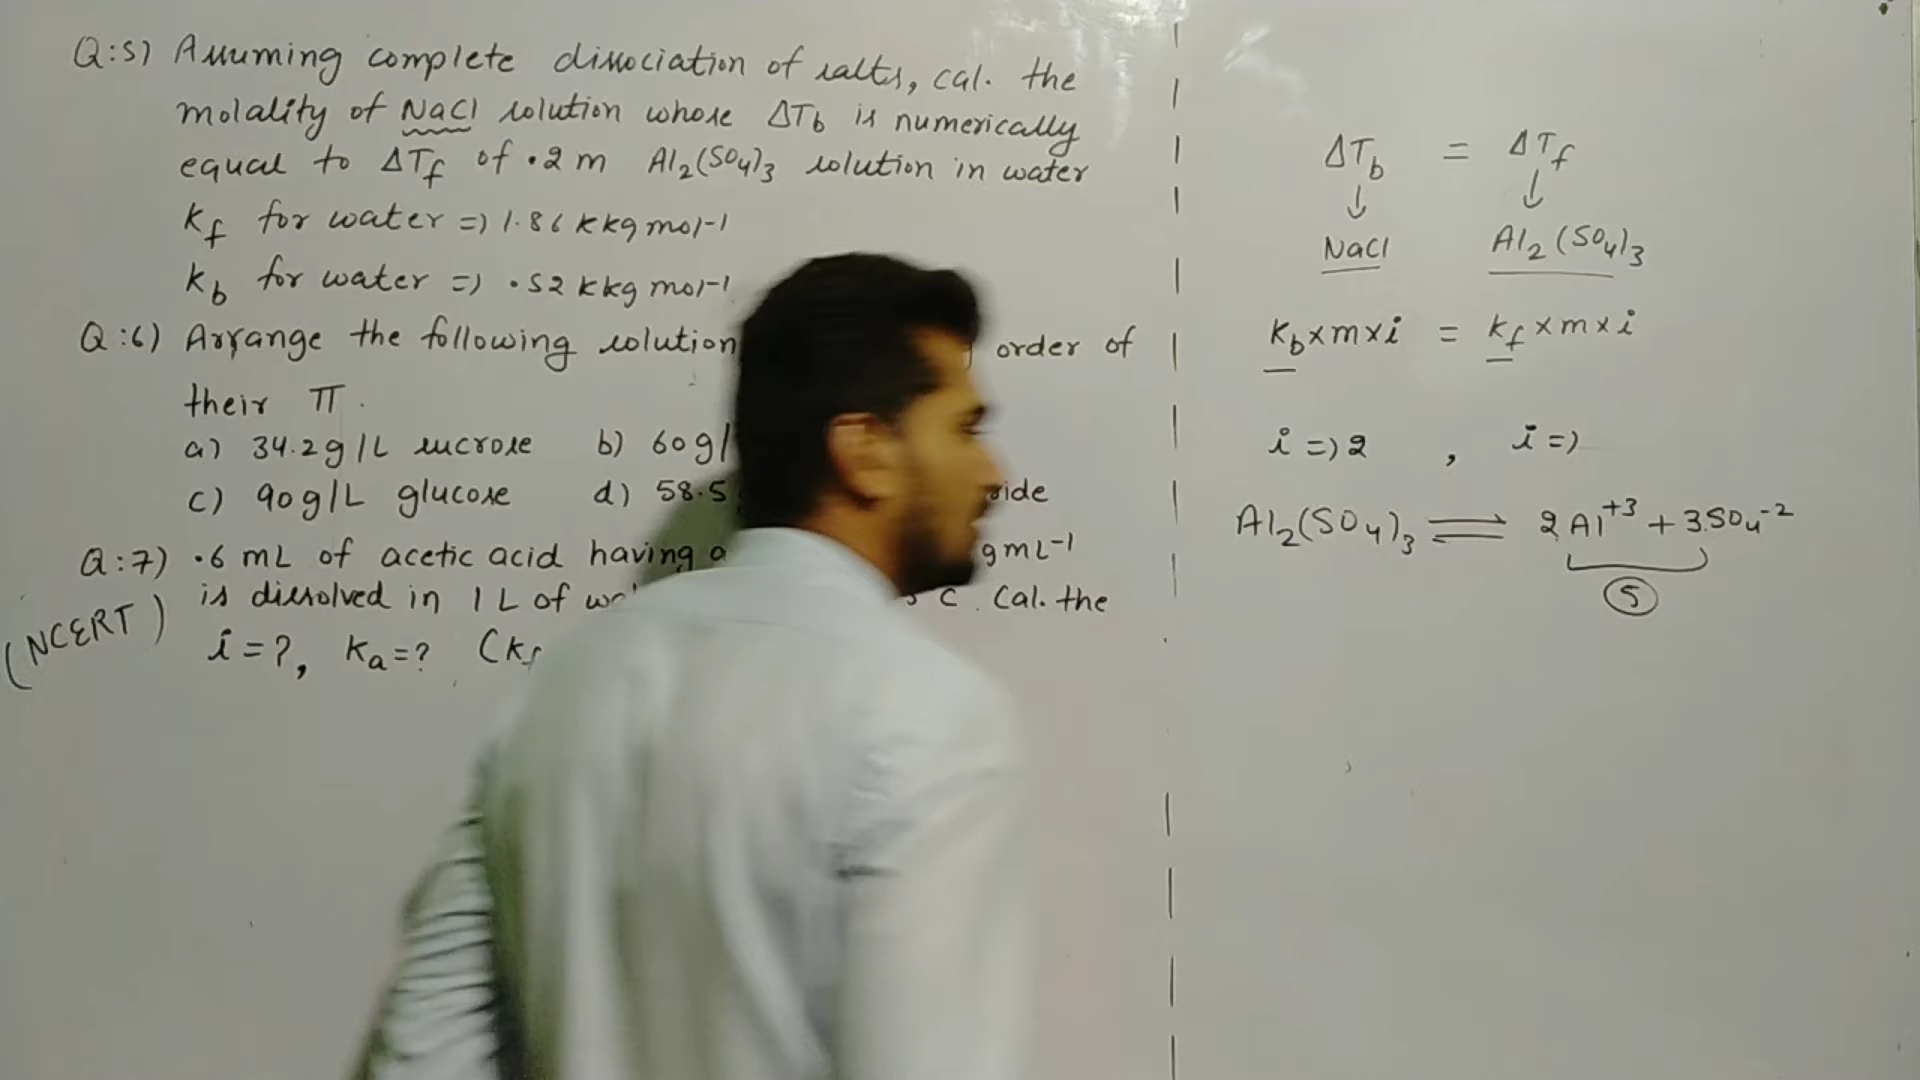 Q:5) Assuming complete dissociation of salts, cal. the
molality of NaCl solution whose ΔTb is numerically
equal to ΔTf of .2 m Al2(SO4)3 solution in water
Kf for water => 1.86 K kg mol-1
Kb for water => .52 K kg mol-1
Q:6) Arrange the following solution order of
their π.
a) 34.2g/L sucrose b) 60g/
c) 90g/L glucose d) 58.5
Q:7) .6 mL of acetic acid having a g mL-1
is dissolved in 1 L of C. Cal. the
(NCERT)
i=?, Ka=? (Kf
ΔTb = ΔTf
↓ ↓
NaCl Al2(SO4)3
Kb×m×i = Kf×m×i
i=>2 , i=>
Al2(SO4)3 ⇌ 2Al+3 + 3SO4-2
5